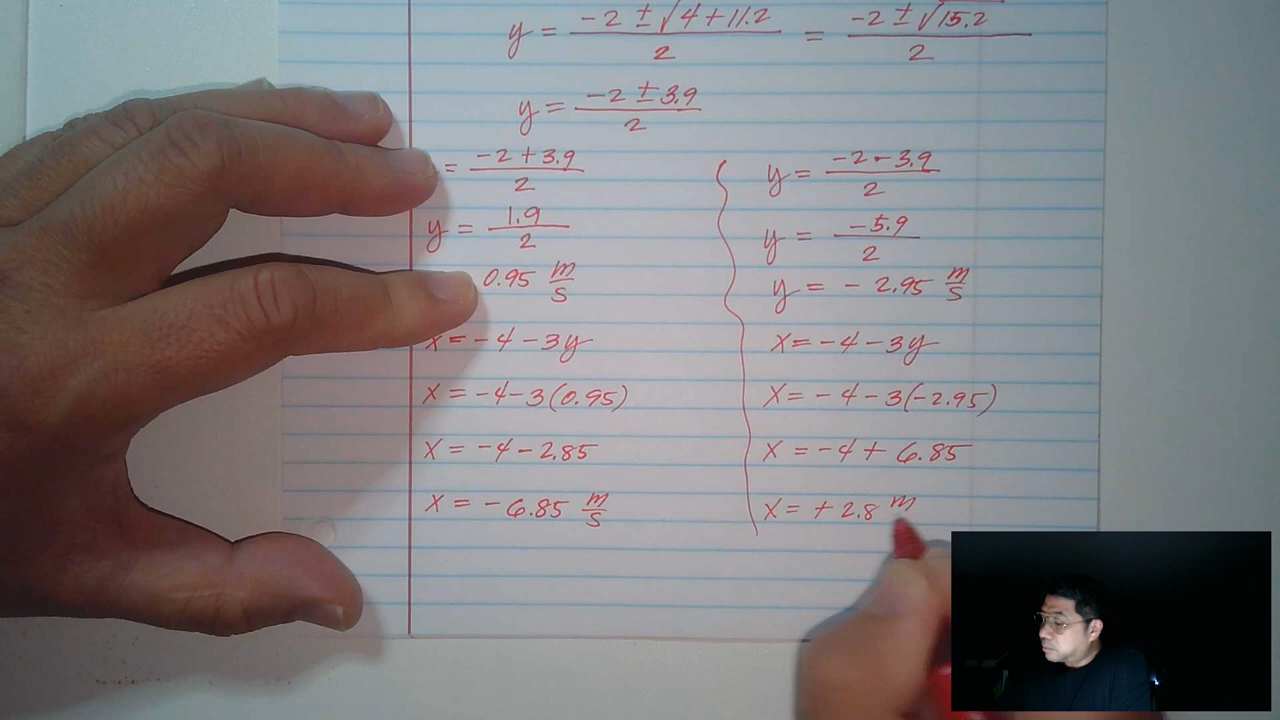 y = (-2 ± √(4 + 11.2))/2 = (-2 ± √15.2)/2
y = (-2 ± 3.9)/2
= (-2 + 3.9)/2
y = 1.9/2
0.95 m/s
x = -4 - 3y
x = -4 - 3(0.95)
x = -4 - 2.85
x = -6.85 m/s
y = (-2 - 3.9)/2
y = -5.9/2
y = -2.95 m/s
x = -4 - 3y
x = -4 - 3(-2.95)
x = -4 + 6.85
x = + 2.8 m